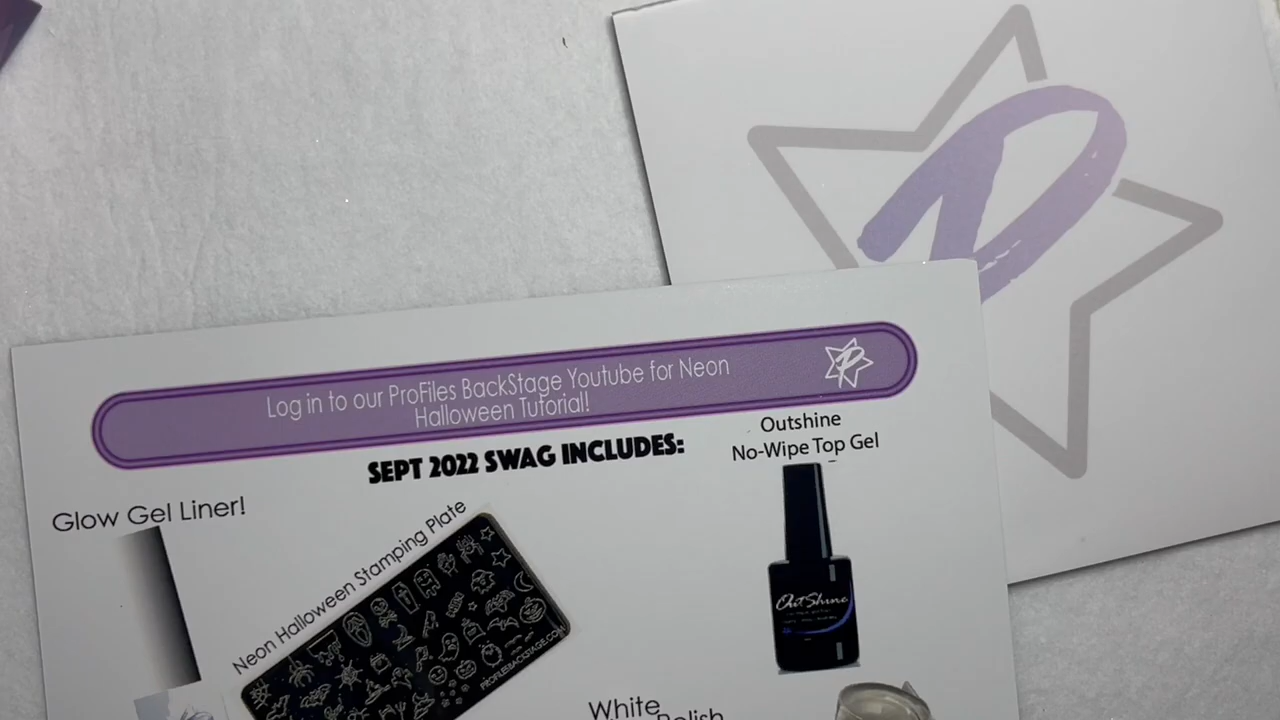 Log in to our ProFiles BackStage Youtube for Neon
Halloween Tutorial!
SEPT 2022 SWAG INCLUDES:
Outshine
No-Wipe Top Gel
Glow Gel Liner!
Neon Halloween Stamping Plate
OutShine
PROFILESBACKSTAGE.COM
White
Polish